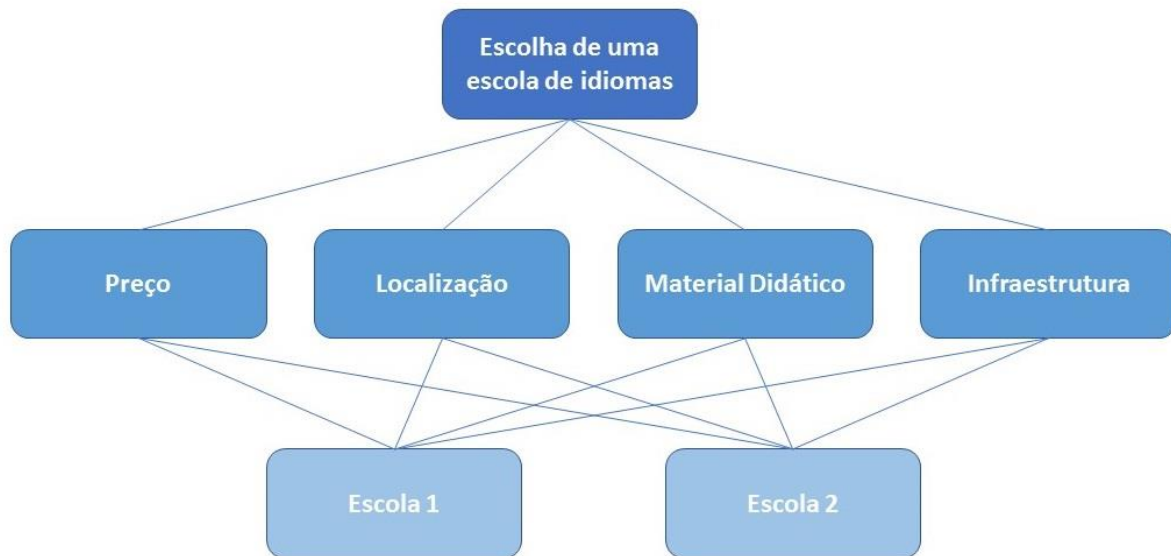 Escolha de uma
escola de idiomas
Preço
Localização
Material Didático
Infraestrutura
Escola 1
Escola 2